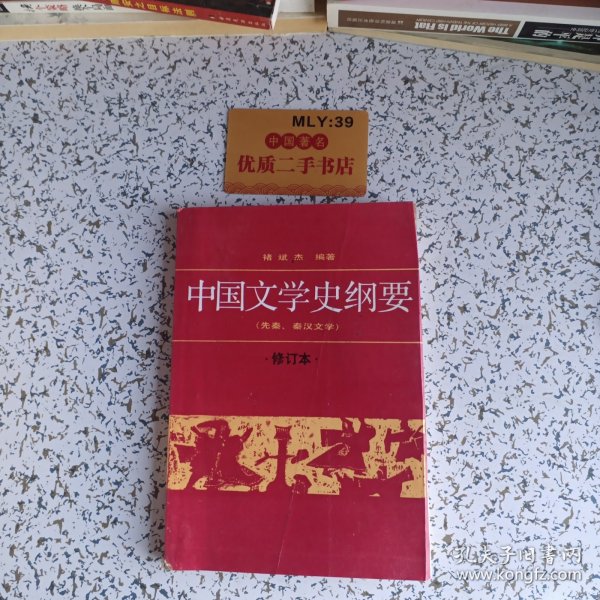 The World is Flat
MLY:39
中国著名
优质二手书店
褚斌杰 编著
中国文学史纲要
(先秦、秦汉文学)
·修订本·
孔夫子旧书网
www.kongfz.com